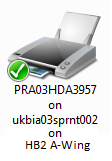 PRA03HDA3957
on
ukbia03sprnt002
on
HB2 A-Wing